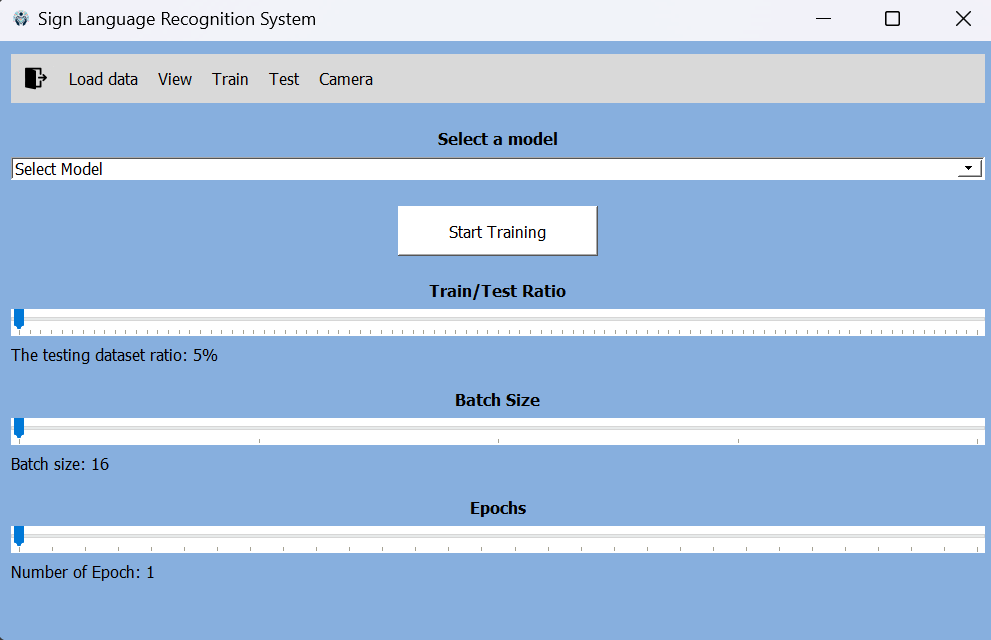 Sign Language Recognition System
Load data View Train Test Camera
Select a model
Select Model
Start Training
Train/Test Ratio
The testing dataset ratio: 5%
Batch Size
Batch size: 16
Epochs
Number of Epoch: 1